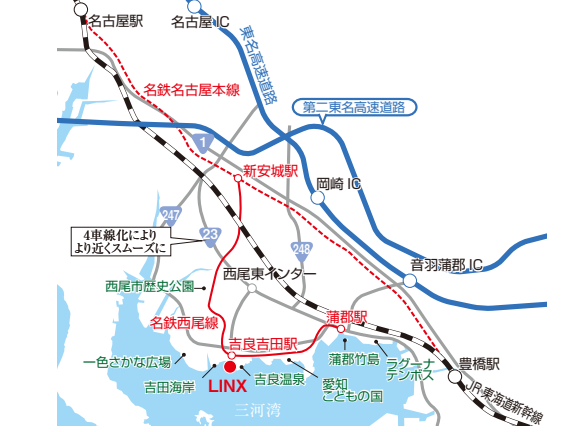 名古屋駅
名古屋IC
東名高速道路
名鉄名古屋本線
第二東名高速道路
1
新安城駅
岡崎IC
247
23
4車線化により
より近くスムーズに
248
音羽蒲郡IC
西尾東インター
西尾市歴史公園
名鉄西尾線
蒲郡駅
吉良吉田駅
一色さかな広場
蒲郡竹島
ラグーナ
テンボス
豊橋駅
吉田海岸
LINX
吉良温泉
愛知
こどもの国
JR・東海道新幹線
三河湾